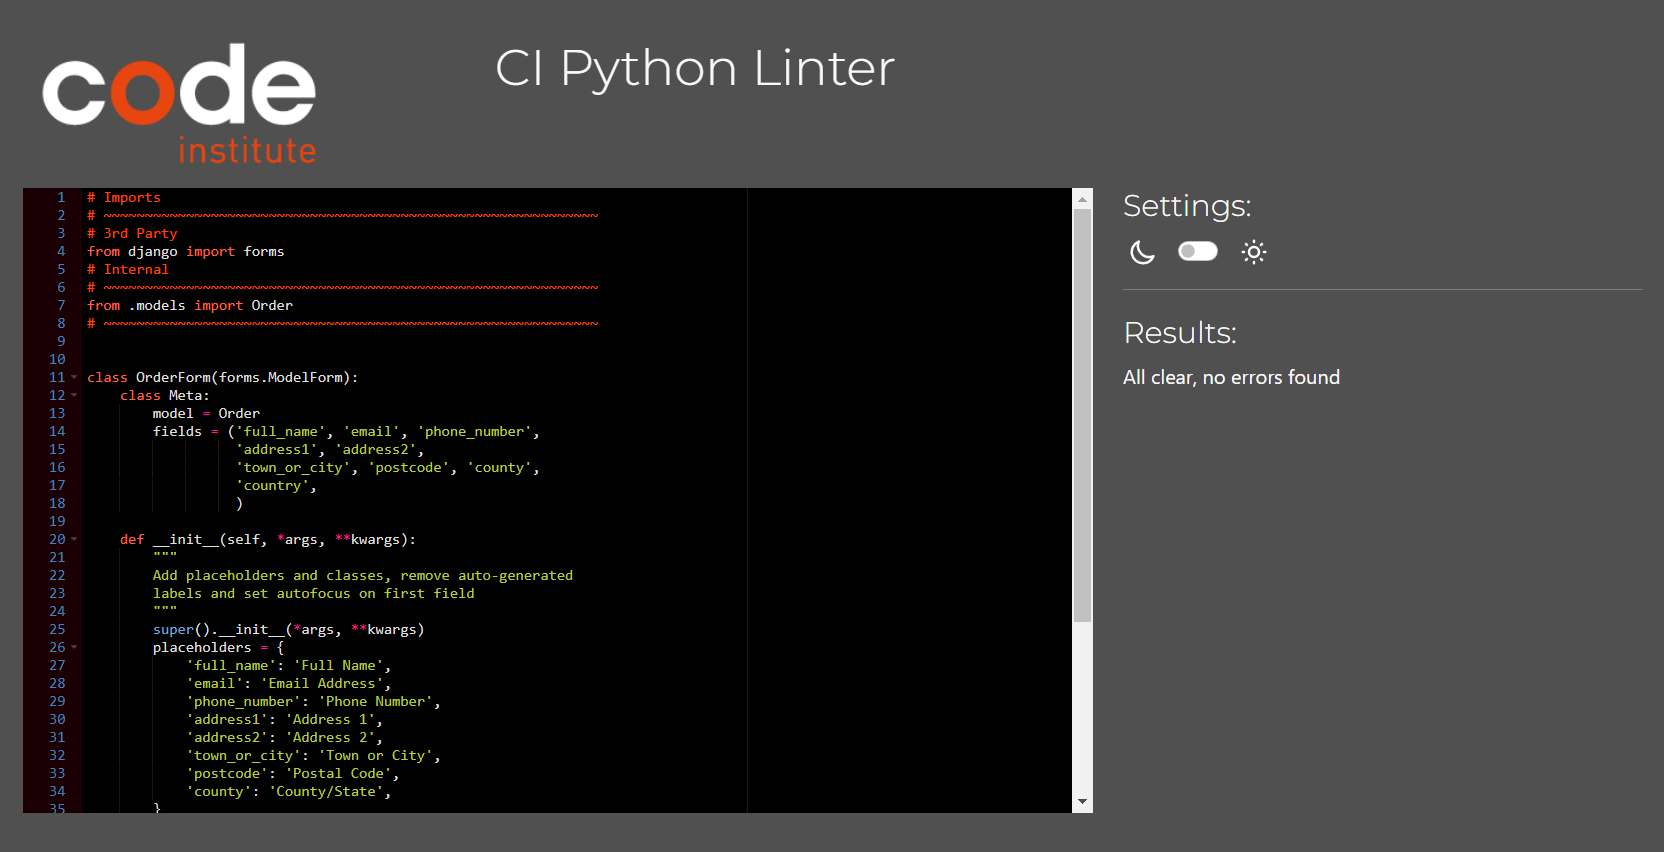 code
institute
CI Python Linter
1 # Imports
2 # ~~~~~~~~~~~~~~~~~~~~~~~~~~~~~~~~~~~~~~~~~~~~~~~~~~~~~~~~~~~~
3 # 3rd Party
4 from django import forms
5 # Internal
6 # ~~~~~~~~~~~~~~~~~~~~~~~~~~~~~~~~~~~~~~~~~~~~~~~~~~~~~~~~~~~~
7 from .models import Order
8 # ~~~~~~~~~~~~~~~~~~~~~~~~~~~~~~~~~~~~~~~~~~~~~~~~~~~~~~~~~~~~
9
10
11 class OrderForm(forms.ModelForm):
12     class Meta:
13         model = Order
14         fields = ('full_name', 'email', 'phone_number',
15                   'address1', 'address2',
16                   'town_or_city', 'postcode', 'county',
17                   'country',
18                   )
19
20     def __init__(self, *args, **kwargs):
21         """
22         Add placeholders and classes, remove auto-generated
23         labels and set autofocus on first field
24         """
25         super().__init__(*args, **kwargs)
26         placeholders = {
27             'full_name': 'Full Name',
28             'email': 'Email Address',
29             'phone_number': 'Phone Number',
30             'address1': 'Address 1',
31             'address2': 'Address 2',
32             'town_or_city': 'Town or City',
33             'postcode': 'Postal Code',
34             'county': 'County/State',
35         }
Settings:
Results:
All clear, no errors found